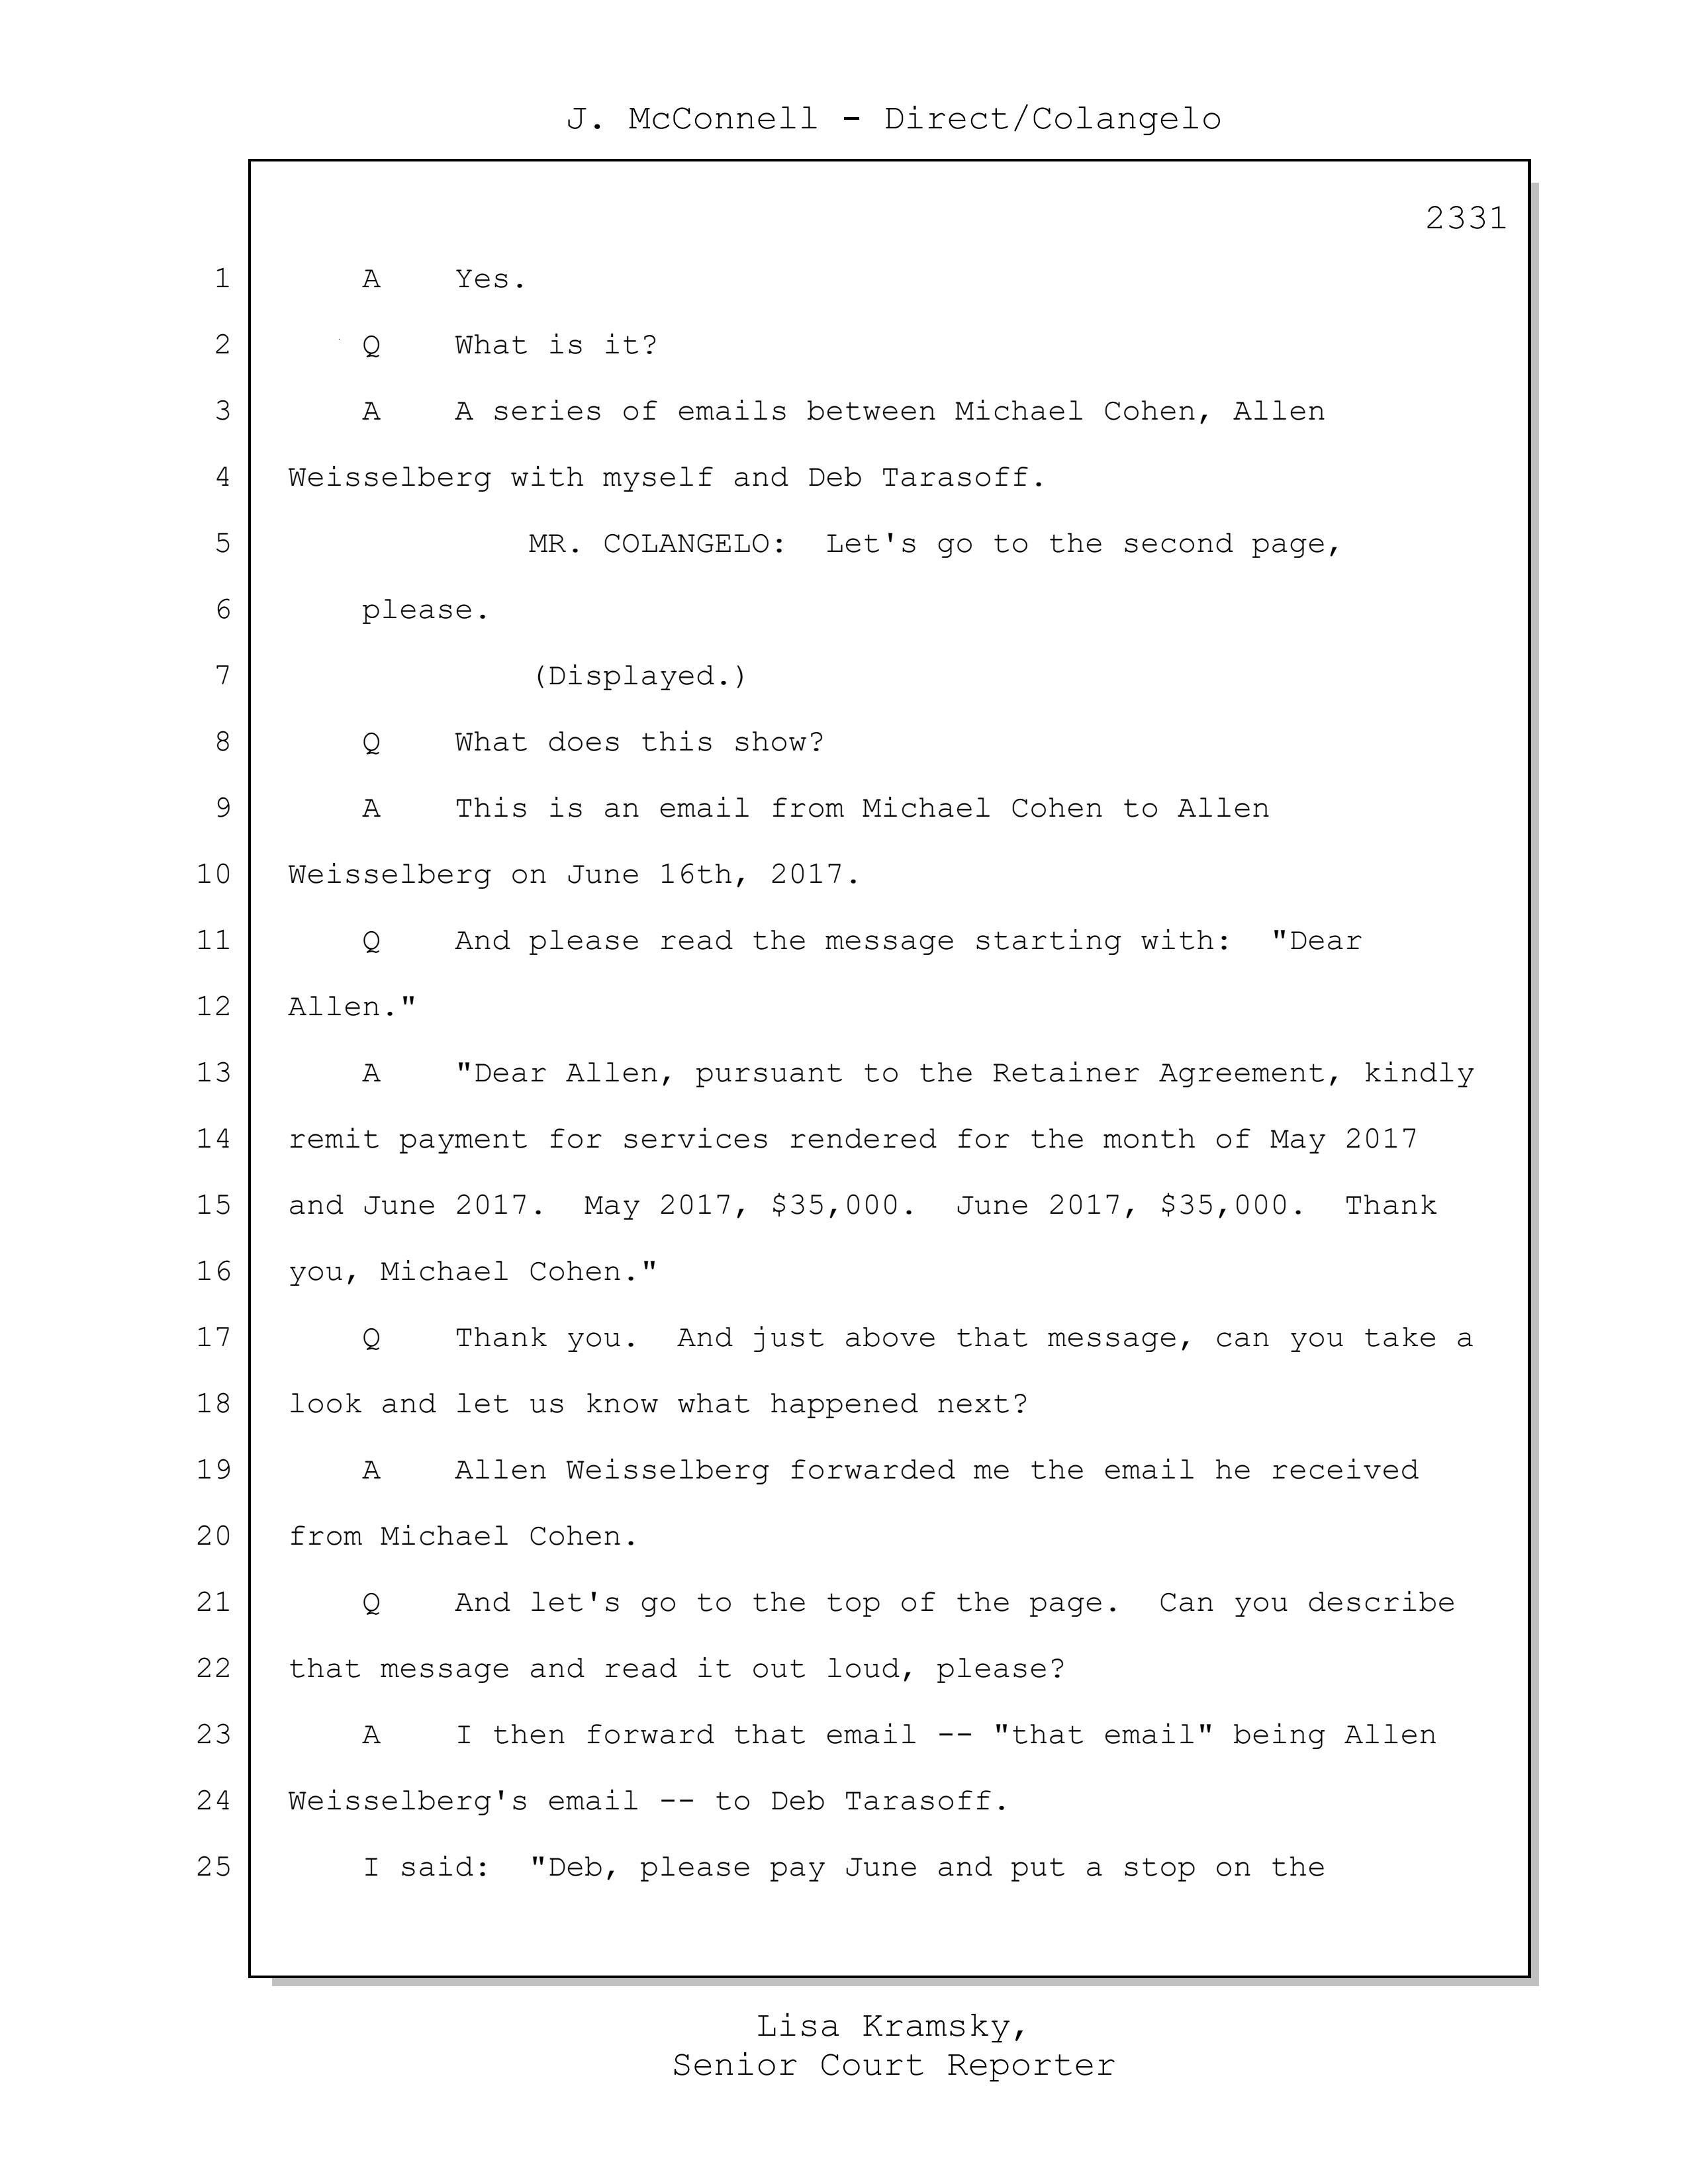 J. McConnell - Direct/Colangelo
2331
1 A Yes.
2 Q What is it?
3 A A series of emails between Michael Cohen, Allen
4 Weisselberg with myself and Deb Tarasoff.
5 MR. COLANGELO: Let's go to the second page,
6 please.
7 (Displayed.)
8 Q What does this show?
9 A This is an email from Michael Cohen to Allen
10 Weisselberg on June 16th, 2017.
11 Q And please read the message starting with: "Dear
12 Allen."
13 A "Dear Allen, pursuant to the Retainer Agreement, kindly
14 remit payment for services rendered for the month of May 2017
15 and June 2017. May 2017, $35,000. June 2017, $35,000. Thank
16 you, Michael Cohen."
17 Q Thank you. And just above that message, can you take a
18 look and let us know what happened next?
19 A Allen Weisselberg forwarded me the email he received
20 from Michael Cohen.
21 Q And let's go to the top of the page. Can you describe
22 that message and read it out loud, please?
23 A I then forward that email -- "that email" being Allen
24 Weisselberg's email -- to Deb Tarasoff.
25 I said: "Deb, please pay June and put a stop on the
Lisa Kramsky,
Senior Court Reporter